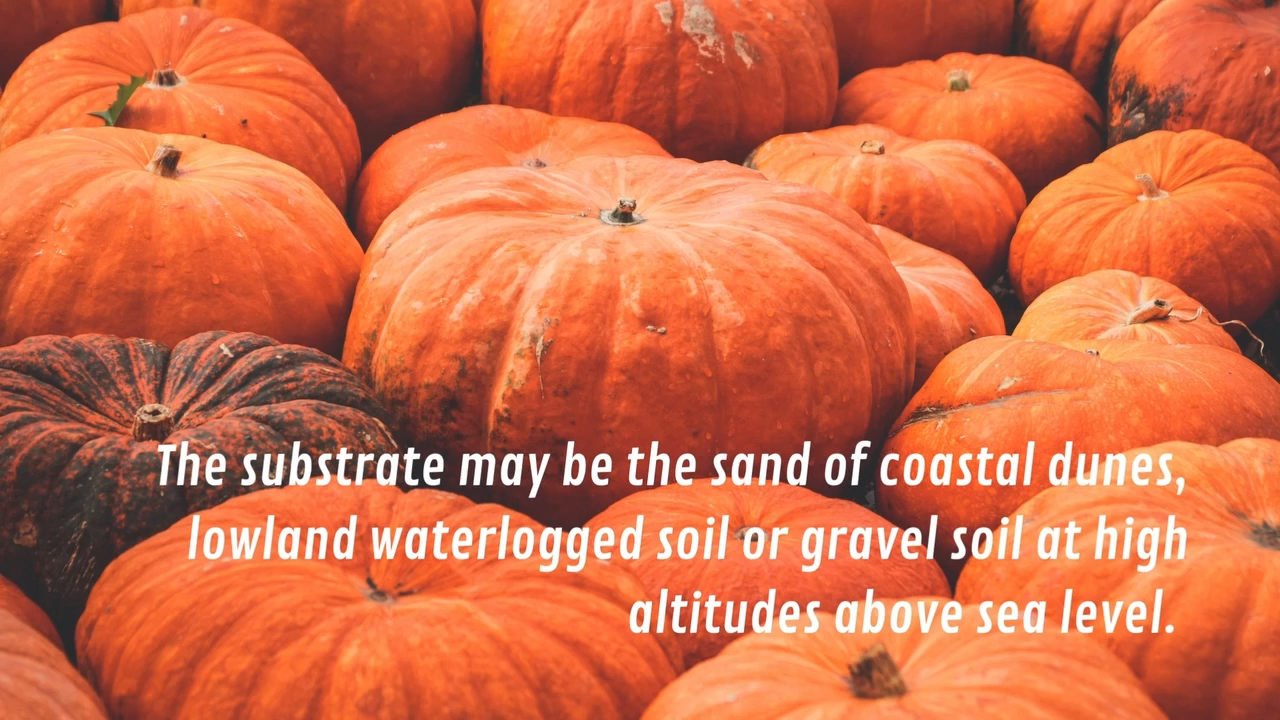 The substrate may be the sand of coastal dunes,
lowland waterlogged soil or gravel soil at high
altitudes above sea level.